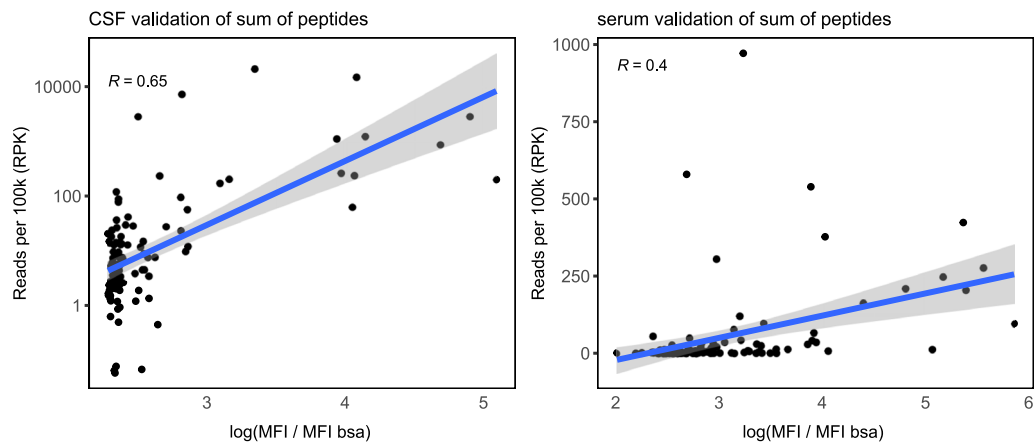 CSF validation of sum of peptides
R = 0.65
10000
100
1
Reads per 100k (RPK)
3
4
5
log(MFI / MFI bsa)
serum validation of sum of peptides
R = 0.4
1000
750
500
250
0
Reads per 100k (RPK)
2
3
4
5
6
log(MFI / MFI bsa)